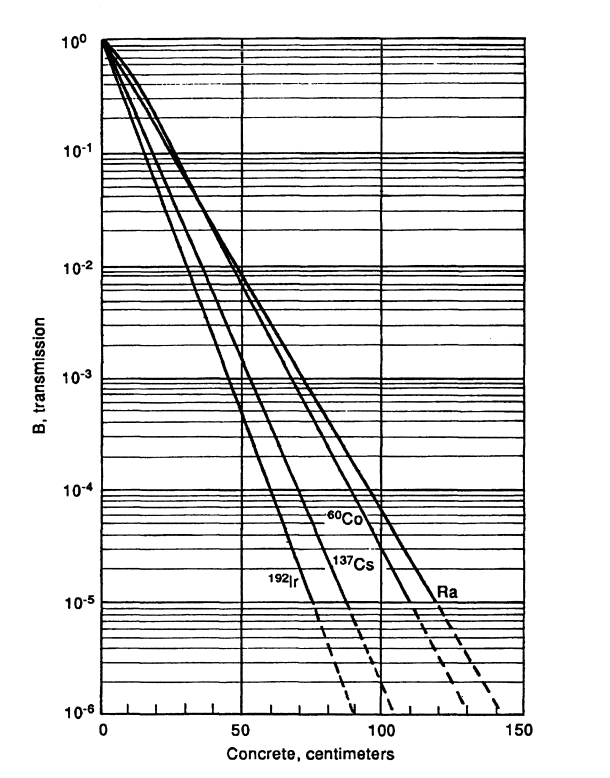 10⁰
10⁻¹
10⁻²
10⁻³
10⁻⁴
10⁻⁵
10⁻⁶
B, transmission
⁶⁰Co
¹³⁷Cs
¹⁹²Ir
Ra
0 50 100 150
Concrete, centimeters